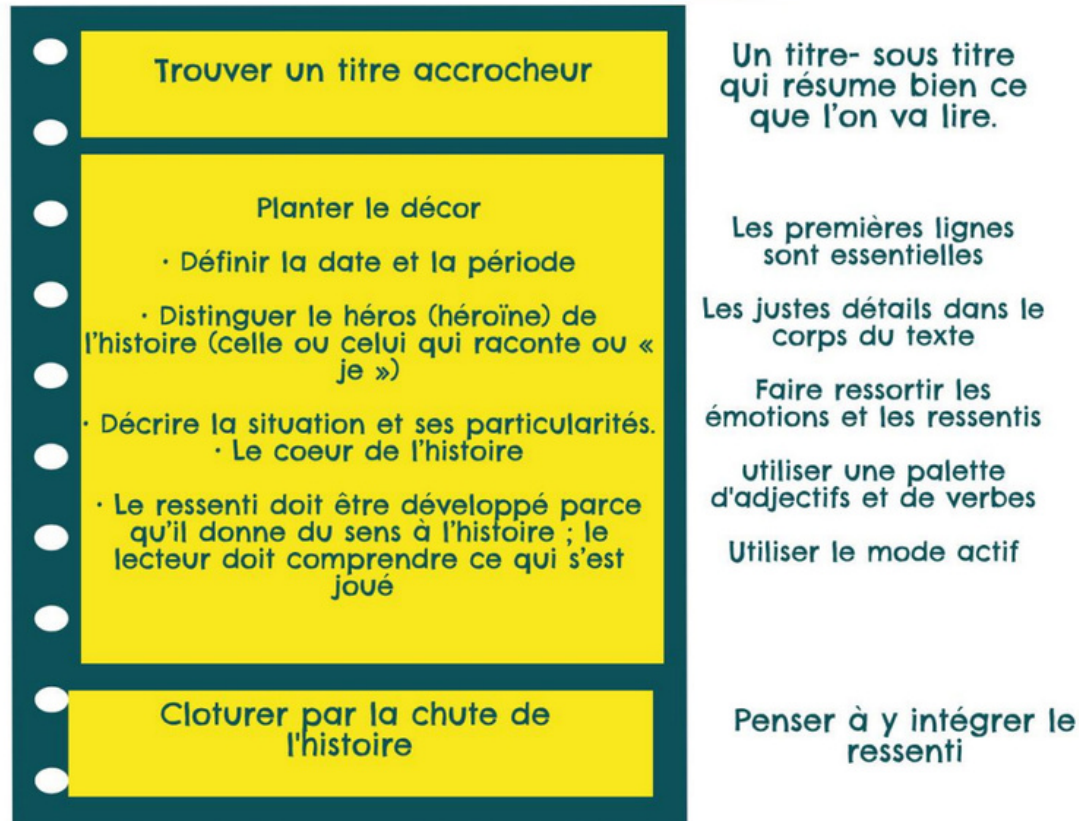 Trouver un titre accrocheur
Un titre- sous titre
qui résume bien ce
que l'on va lire.
Planter le décor
· Définir la date et la période
· Distinguer le héros (héroïne) de
l'histoire (celle ou celui qui raconte ou «
je »)
· Décrire la situation et ses particularités.
· Le coeur de l'histoire
· Le ressenti doit être développé parce
qu'il donne du sens à l'histoire ; le
lecteur doit comprendre ce qui s'est
joué
Les premières lignes
sont essentielles
Les justes détails dans le
corps du texte
Faire ressortir les
émotions et les ressentis
utiliser une palette
d'adjectifs et de verbes
Utiliser le mode actif
Cloturer par la chute de
l'histoire
Penser à y intégrer le
ressenti